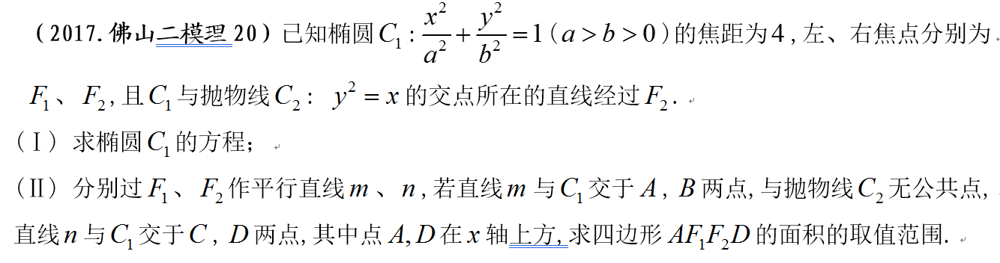 (2017.佛山二模理20) 已知椭圆 $C_1:\frac{x^2}{a^2}+\frac{y^2}{b^2}=1(a>b>0)$的焦距为4,左、右焦点分别为
$F_1$、$F_2$,且$C_1$与抛物线$C_2$: $y^2=x$的交点所在的直线经过$F_2$.
(Ⅰ) 求椭圆$C_1$的方程;
(Ⅱ) 分别过$F_1$、$F_2$作平行直线$m$、$n$,若直线$m$与$C_1$交于$A$, $B$两点,与抛物线$C_2$无公共点,
直线$n$与$C_1$交于$C$, $D$两点,其中点$A,D$在$x$轴上方,求四边形$AF_1F_2D$的面积的取值范围.